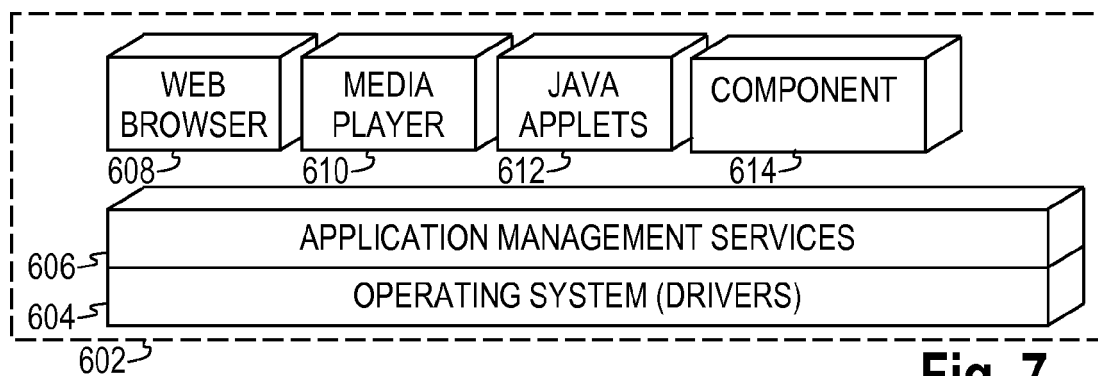 WEB
BROWSER
MEDIA
PLAYER
JAVA
APPLETS
COMPONENT
608
610
612
614
APPLICATION MANAGEMENT SERVICES
606
OPERATING SYSTEM (DRIVERS)
604
602
Fig. 7